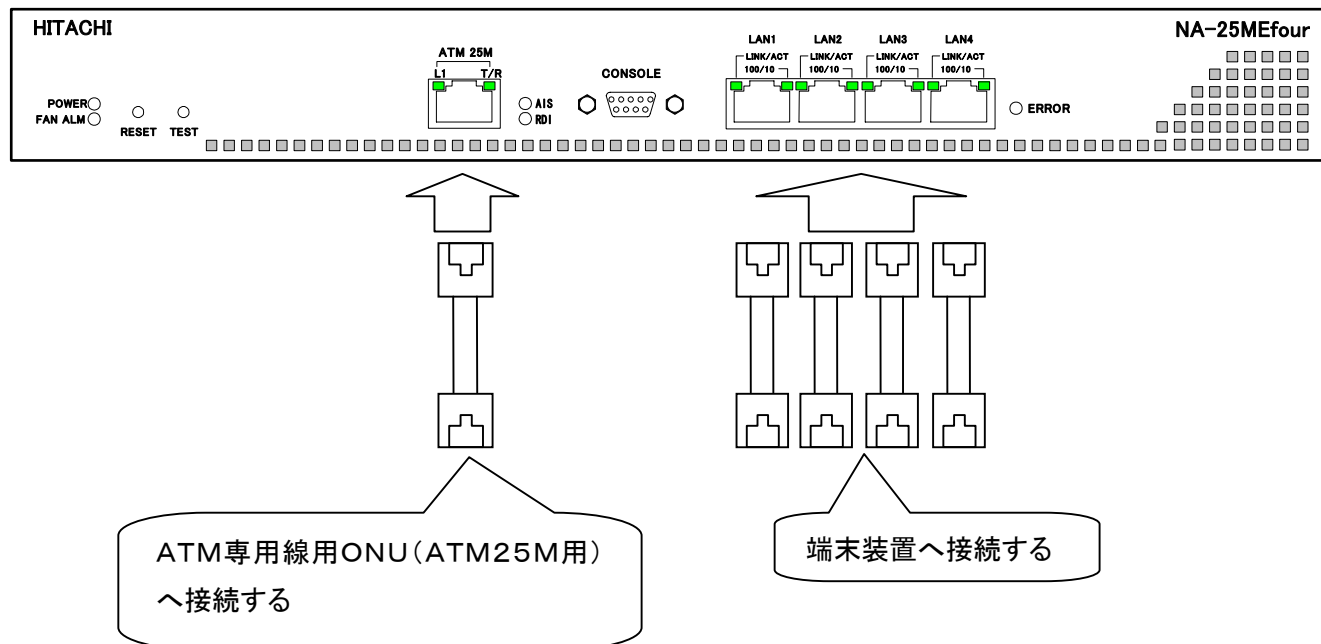 HITACHI
NA-25MEfour
LAN1
LAN2
LAN3
LAN4
ATM 25M
LINK/ACT
LINK/ACT
LINK/ACT
LINK/ACT
L1
T/R
CONSOLE
100/10
100/10
100/10
100/10
POWER
FAN ALM
RESET
TEST
AIS
RDI
ERROR
ATM専用線用ONU(ATM25M用)
へ接続する
端末装置へ接続する